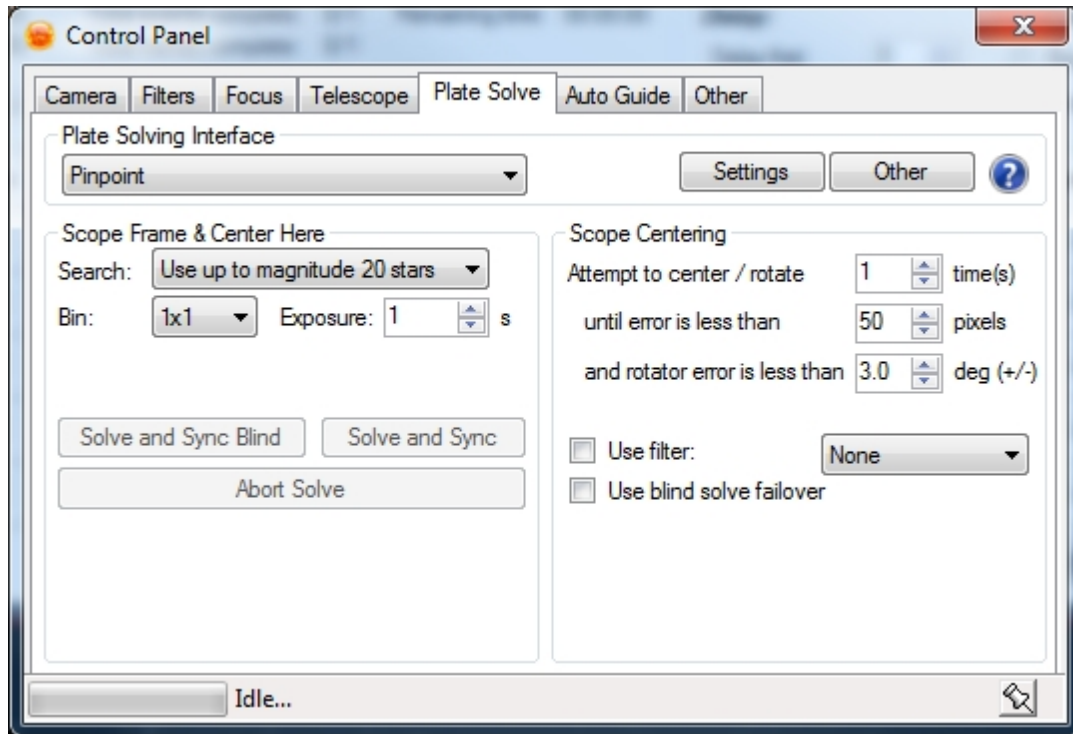 Control Panel
Camera Filters Focus Telescope Plate Solve Auto Guide Other
Plate Solving Interface
Pinpoint Settings Other ?
Scope Frame & Center Here
Search: Use up to magnitude 20 stars
Bin: 1x1 Exposure: 1 s
Solve and Sync Blind Solve and Sync
Abort Solve
Scope Centering
Attempt to center / rotate 1 time(s)
until error is less than 50 pixels
and rotator error is less than 3.0 deg (+/-)
Use filter: None
Use blind solve failover
Idle...